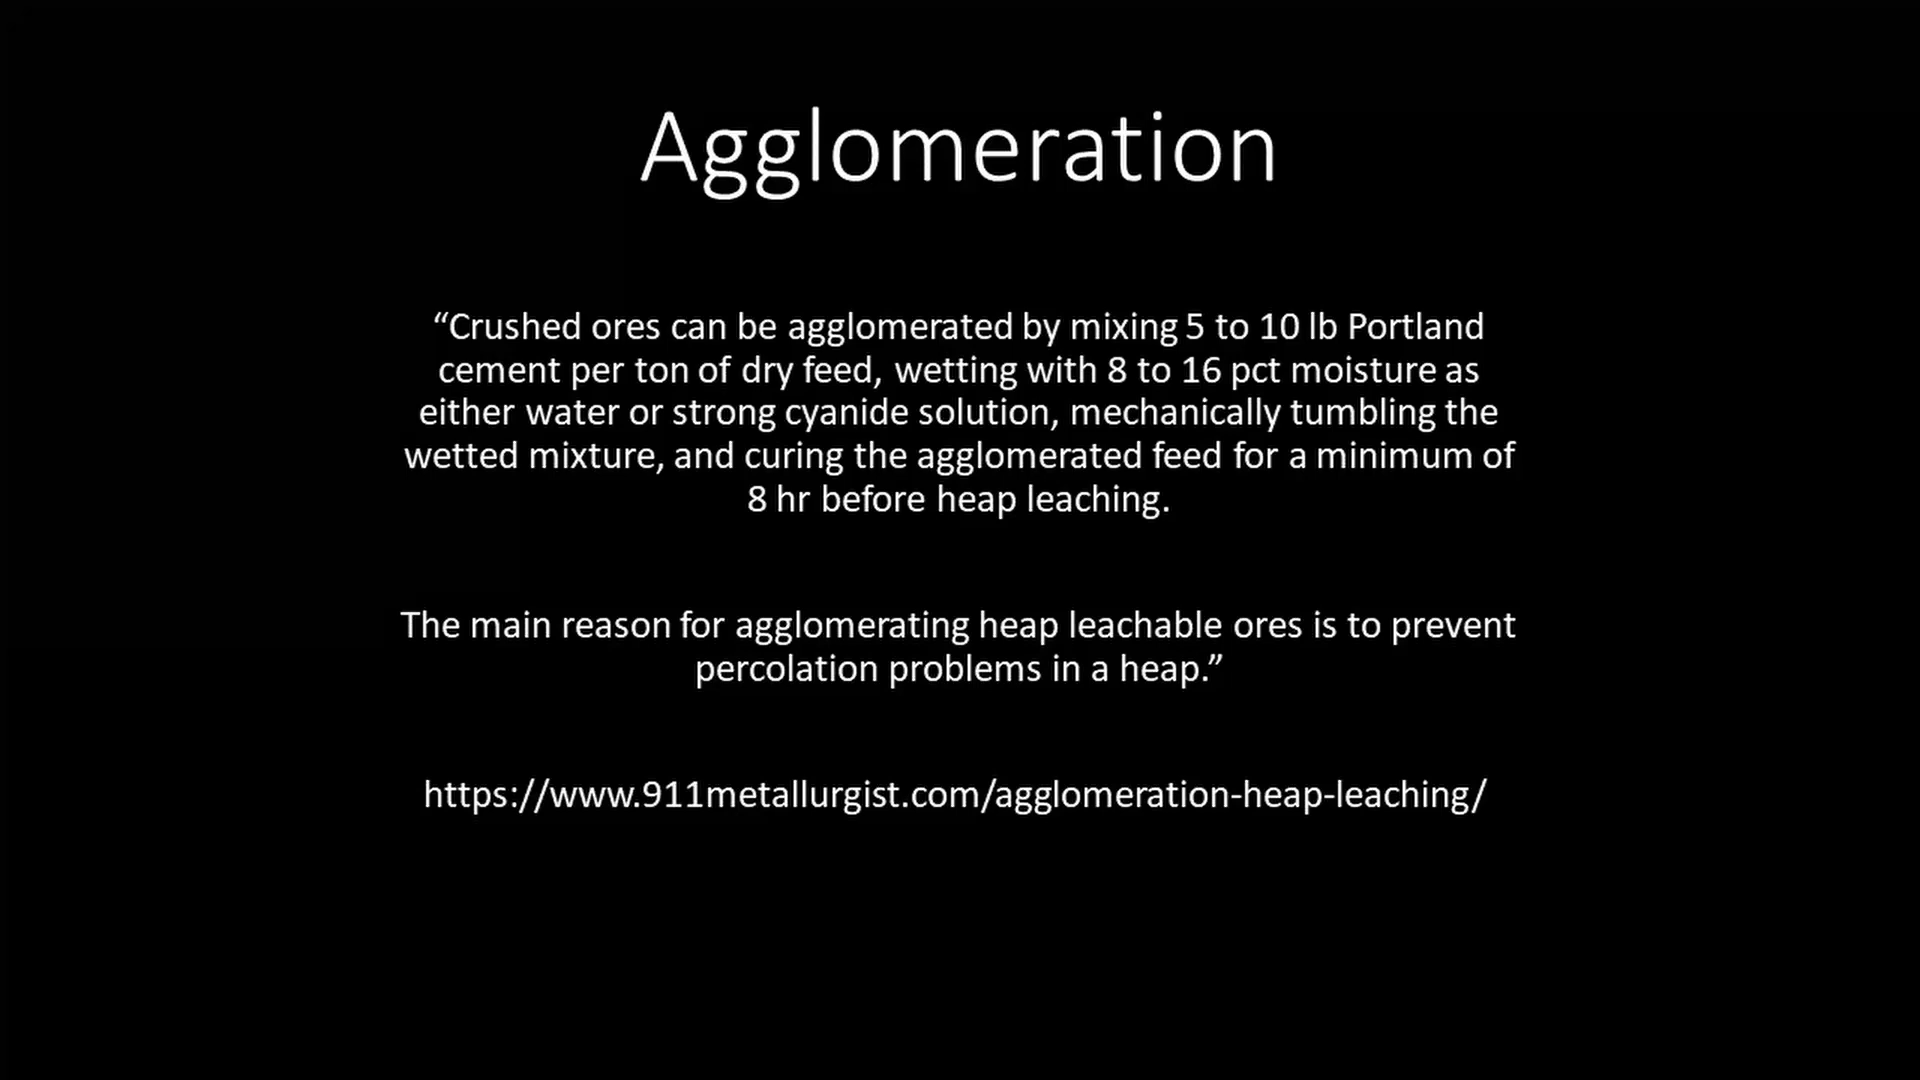 Agglomeration
“Crushed ores can be agglomerated by mixing 5 to 10 lb Portland
cement per ton of dry feed, wetting with 8 to 16 pct moisture as
either water or strong cyanide solution, mechanically tumbling the
wetted mixture, and curing the agglomerated feed for a minimum of
8 hr before heap leaching.
The main reason for agglomerating heap leachable ores is to prevent
percolation problems in a heap.”
https://www.911metallurgist.com/agglomeration-heap-leaching/